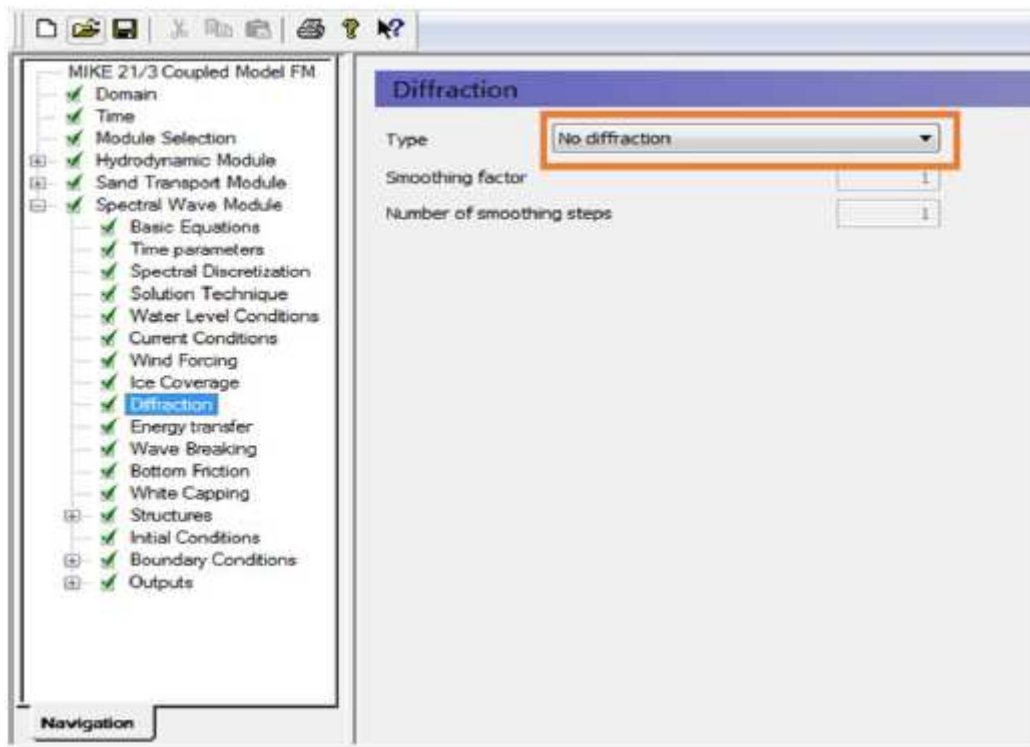 MIKE 21/3 Coupled Model FM
Domain
Time
Module Selection
Hydrodynamic Module
Sand Transport Module
Spectral Wave Module
Basic Equations
Time parameters
Spectral Discretization
Solution Technique
Water Level Conditions
Current Conditions
Wind Forcing
Ice Coverage
Diffraction
Energy transfer
Wave Breaking
Bottom Friction
White Capping
Structures
Initial Conditions
Boundary Conditions
Outputs
Navigation
Diffraction
Type No diffraction
Smoothing factor 1
Number of smoothing steps 1